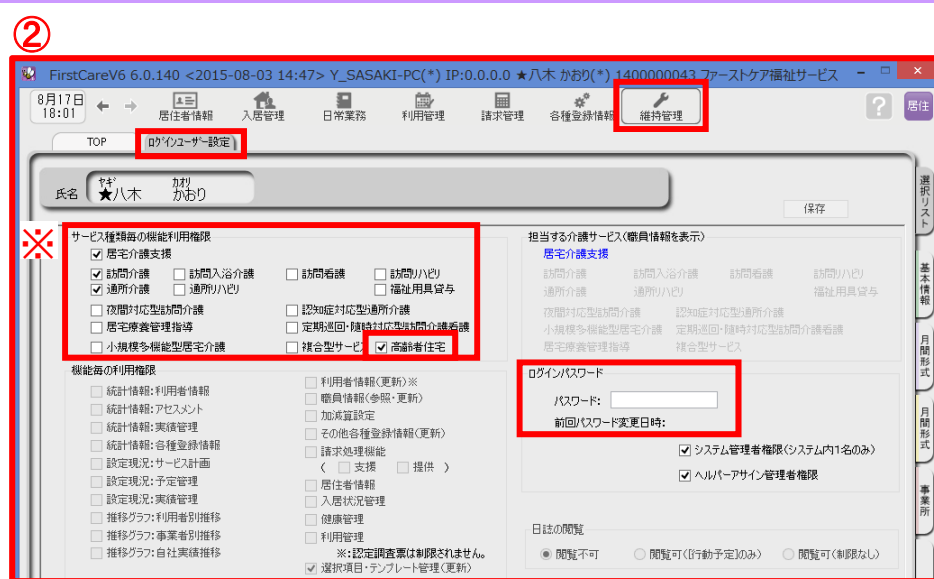 ②
FirstCareV6 6.0.140 <2015-08-03 14:47> Y_SASAKI-PC(*) IP:0.0.0.0 ★八木 かおり(*) 1400000043 ファーストケア福祉サービス
8月17日
18:01
居住者情報 入居管理 日常業務 利用管理 請求管理 各種登録情報 維持管理 ? 居住
TOP ログインユーザー設定
ヤギ カオリ
氏名 ★八木 かおり
保存
選択リスト
基本情報
月間形式
月間形式
事業所
※
サービス種類毎の機能利用権限
居宅介護支援
訪問介護 訪問入浴介護 訪問看護 訪問リハビリ
通所介護 通所リハビリ 福祉用具貸与
夜間対応型訪問介護 認知症対応型通所介護
居宅療養管理指導 定期巡回・随時対応型訪問介護看護
小規模多機能型居宅介護 複合型サービス 高齢者住宅
担当する介護サービス(職員情報を表示)
居宅介護支援
訪問介護 訪問入浴介護 訪問看護 訪問リハビリ
通所介護 通所リハビリ 福祉用具貸与
夜間対応型訪問介護 認知症対応型通所介護
小規模多機能型居宅介護 定期巡回・随時対応型訪問介護看護
居宅療養管理指導 複合型サービス
機能毎の利用権限
統計情報:利用者情報
統計情報:アセスメント
統計情報:実績管理
統計情報:各種登録情報
設定現況:サービス計画
設定現況:予定管理
設定現況:実績管理
推移グラフ:利用者別推移
推移グラフ:事業者別推移
推移グラフ:自社実績推移
利用者情報(更新)※
職員情報(参照・更新)
加減算設定
その他各種登録情報(更新)
請求処理機能
( 支援 提供 )
居住者情報
入居状況管理
健康管理
利用管理
※:認定調査票は制限されません。
選択項目・テンプレート管理(更新)
ログインパスワード
パスワード:
前回パスワード変更日時:
システム管理者権限(システム内1名のみ)
ヘルパーアサイン管理者権限
日誌の閲覧
閲覧不可 閲覧可([行動予定]のみ) 閲覧可(制限なし)